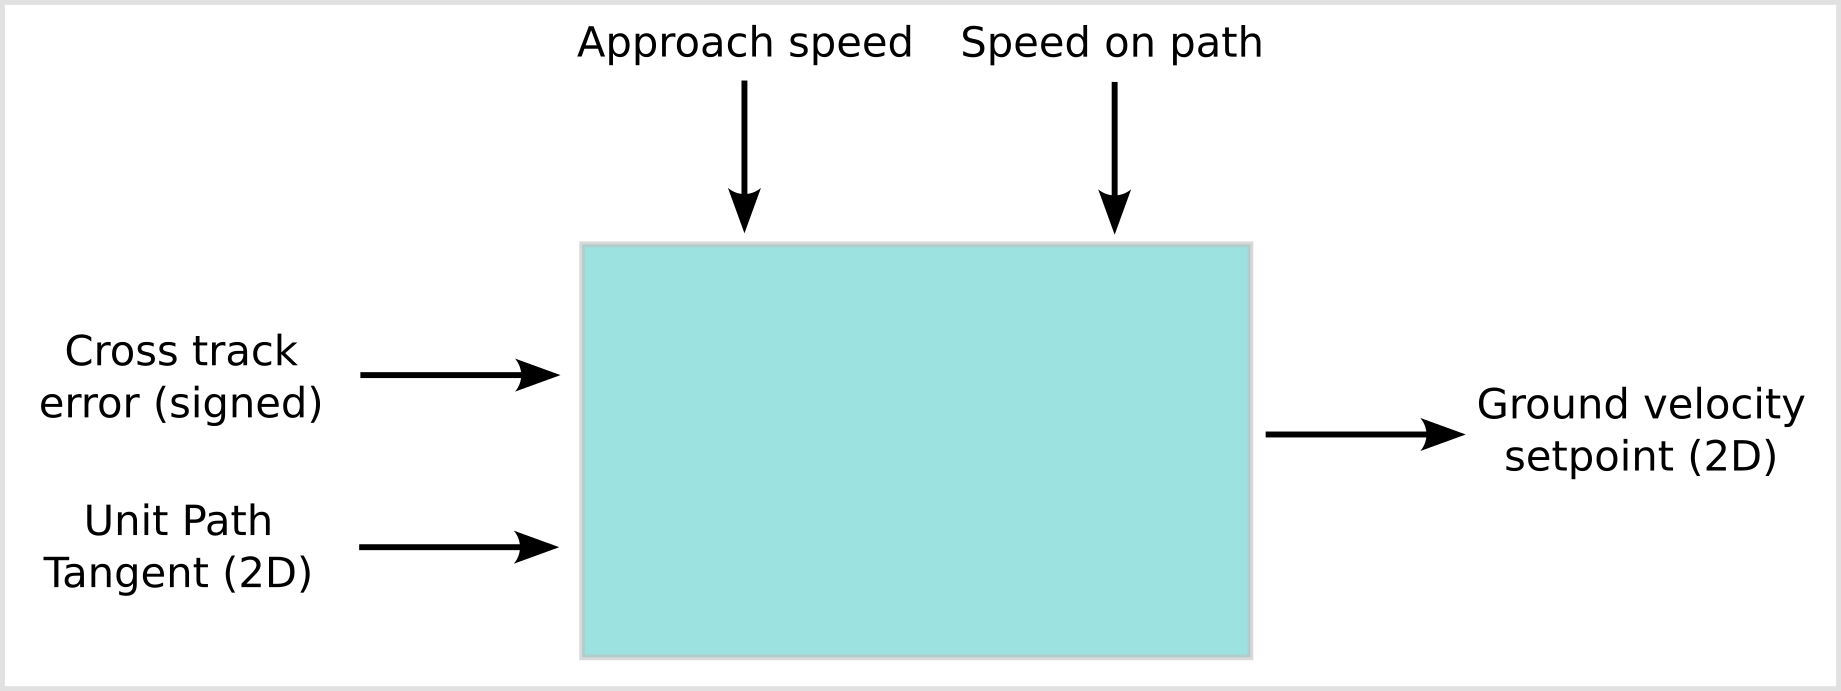 Approach speed
Speed on path
Cross track
error (signed)
Unit Path
Tangent (2D)
Ground velocity
setpoint (2D)